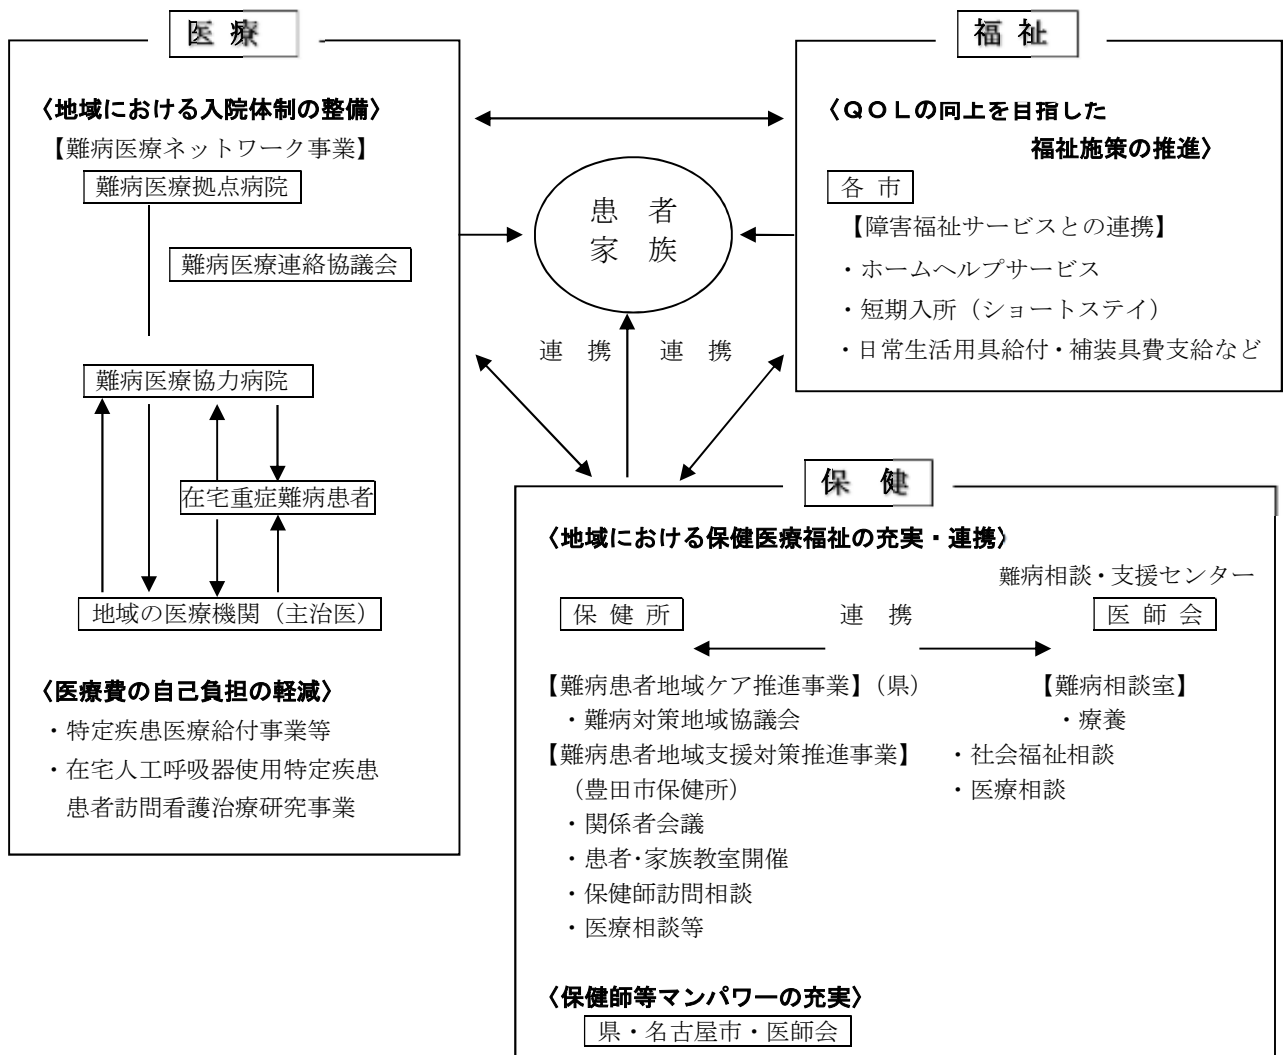 医 療
〈地域における入院体制の整備〉
【難病医療ネットワーク事業】
難病医療拠点病院
難病医療連絡協議会
難病医療協力病院
在宅重症難病患者
地域の医療機関（主治医）
〈医療費の自己負担の軽減〉
・特定疾患医療給付事業等
・在宅人工呼吸器使用特定疾患
患者訪問看護治療研究事業
患 者
家 族
連 携
連 携
福 祉
〈ＱＯＬの向上を目指した
福祉施策の推進〉
各 市
【障害福祉サービスとの連携】
・ホームヘルプサービス
・短期入所（ショートステイ）
・日常生活用具給付・補装具費支給など
保 健
〈地域における保健医療福祉の充実・連携〉
難病相談・支援センター
保 健 所
連 携
医 師 会
【難病患者地域ケア推進事業】（県）
・難病対策地域協議会
【難病患者地域支援対策推進事業】
（豊田市保健所）
・関係者会議
・患者・家族教室開催
・保健師訪問相談
・医療相談等
【難病相談室】
・療養
・社会福祉相談
・医療相談
〈保健師等マンパワーの充実〉
県・名古屋市・医師会